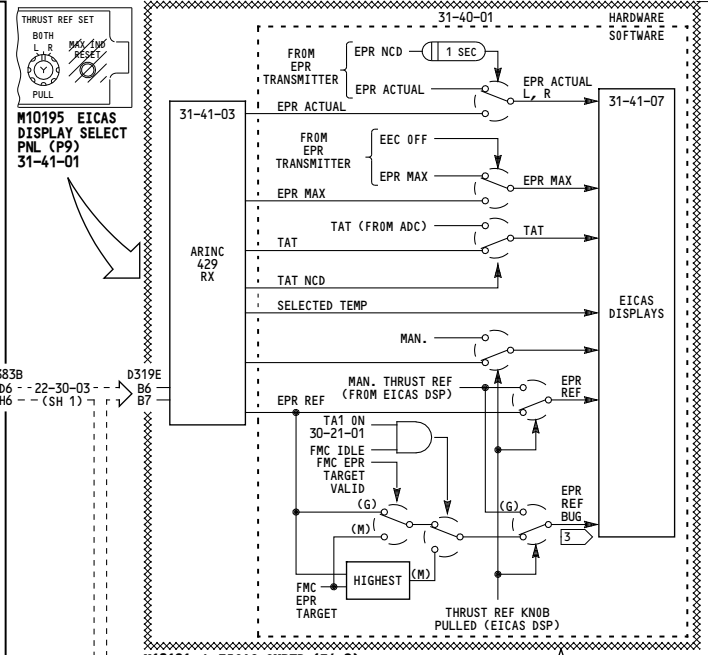 THRUST REF SET
BOTH
L R
MAX IND
RESET
PULL
M10195 EICAS
DISPLAY SELECT
PNL (P9)
31-41-01
31-40-01
HARDWARE
SOFTWARE
FROM
EPR
TRANSMITTER
EPR NCD
1 SEC
EPR ACTUAL
EPR ACTUAL
L, R
31-41-03
EPR ACTUAL
31-41-07
FROM
EPR
TRANSMITTER
EEC OFF
EPR MAX
EPR MAX
EPR MAX
TAT (FROM ADC)
TAT
TAT
ARINC
429
RX
TAT NCD
SELECTED TEMP
EICAS
DISPLAYS
MAN.
383B
D6
H6
22-30-03
(SH 1)
D319E
B6
B7
MAN. THRUST REF
(FROM EICAS DSP)
EPR
REF
EPR REF
TA1 ON
30-21-01
FMC IDLE
FMC EPR
TARGET
VALID
(G)
(M)
(G)
EPR
REF
BUG
3
HIGHEST
(M)
FMC
EPR
TARGET
THRUST REF KNOB
PULLED (EICAS DSP)